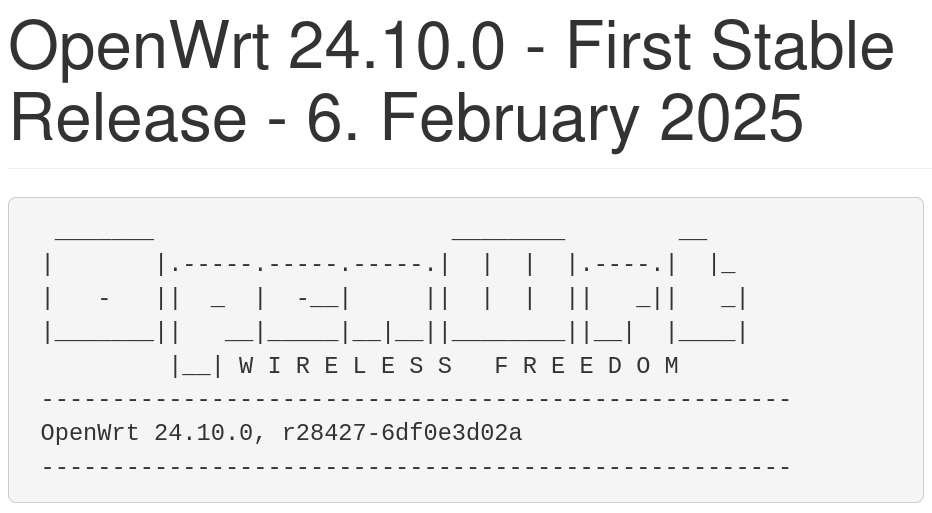 OpenWrt 24.10.0 - First Stable
Release - 6. February 2025
  _______                     ________        __
 |       |.-----.-----.-----.|  |  |  |.----.|  |_
 |   -   ||  _  |  -__|     ||  |  |  ||   _||   _|
 |_______||   __|_____|__|__||________||__|  |____|
          |__| W I R E L E S S   F R E E D O M
 -----------------------------------------------------
 OpenWrt 24.10.0, r28427-6df0e3d02a
 -----------------------------------------------------